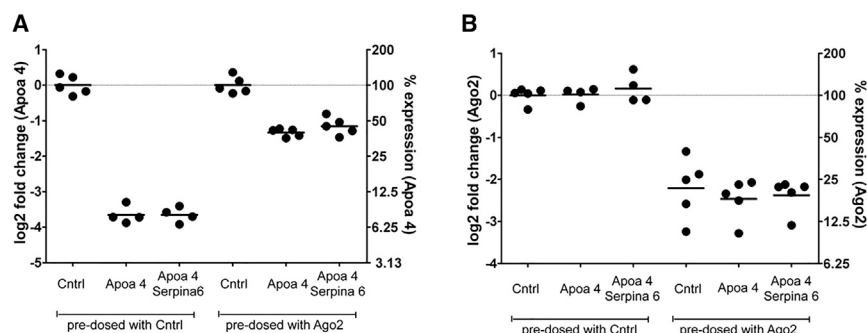 A
log2 fold change (Apoa 4)
1
0
-1
-2
-3
-4
-5
200
100
50
25
12.5
6.25
3.13
% expression (Apoa 4)
Cntrl
Apoa 4
Apoa 4
Serpina6
Cntrl
Apoa 4
Apoa 4
Serpina6
pre-dosed with Cntrl
pre-dosed with Ago2
B
log2 fold change (Ago2)
1
0
-1
-2
-3
-4
200
100
50
25
12.5
6.25
% expression (Ago2)
Cntrl
Apoa 4
Apoa 4
Serpina 6
Cntrl
Apoa 4
Apoa 4
Serpina 6
pre-dosed with Cntrl
pre-dosed with Ago2